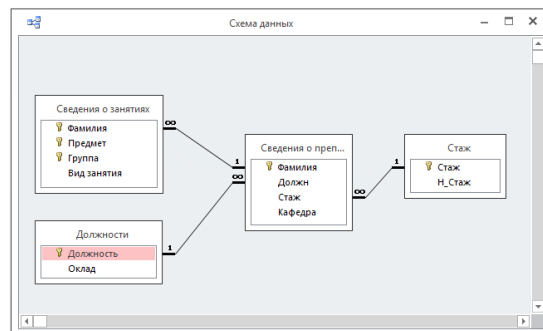 Схема данных
Сведения о занятиях
Фамилия
Предмет
Группа
Вид занятия
∞
1
∞
Сведения о преп...
Фамилия
Должн
Стаж
Кафедра
1
∞
Стаж
Стаж
Н_Стаж
Должности
Должность
Оклад
1